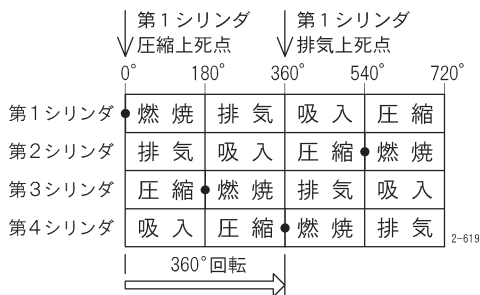 第１シリンダ 第１シリンダ
圧縮上死点 排気上死点
0° 180° 360° 540° 720°
第１シリンダ 燃焼 排気 吸入 圧縮
第２シリンダ 排気 吸入 圧縮 燃焼
第３シリンダ 圧縮 燃焼 排気 吸入
第４シリンダ 吸入 圧縮 燃焼 排気
2-619
360°回転